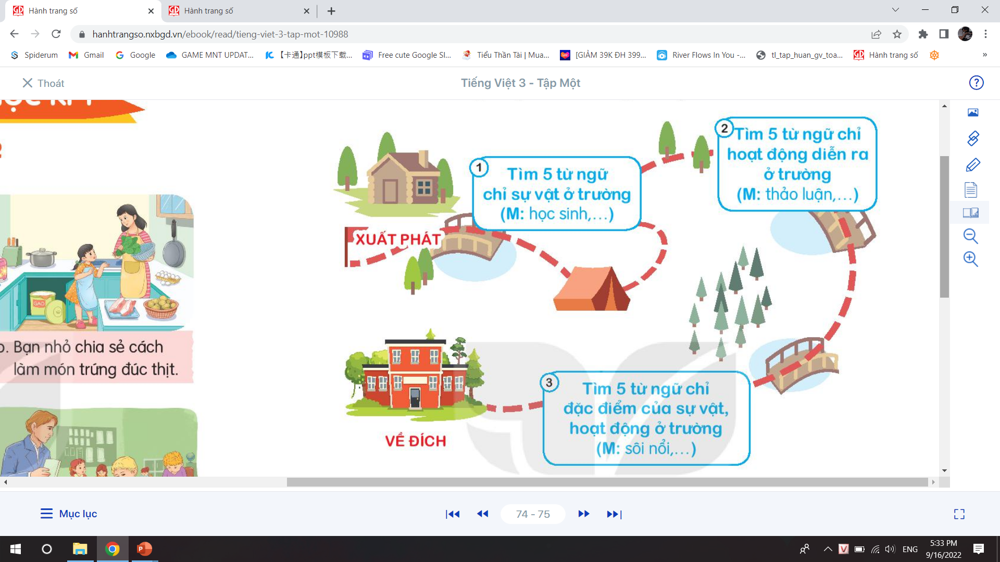 Hành trang số
Hành trang số
hanhtrangso.nxbgd.vn/ebook/read/tieng-viet-3-tap-mot-10988
Spiderum
Gmail
Google
GAME MNT UPDAT...
【卡通】ppt模板下载...
Free cute Google Sl...
Tiểu Thần Tài | Mua...
[GIẢM 39K ĐH 399...
River Flows In You -...
tl_tap_huan_gv_toa...
Hành trang số
»
Thoát
Tiếng Việt 3 - Tập Một
?
1
Tìm 5 từ ngữ
chỉ sự vật ở trường
(M: học sinh,...)
2
Tìm 5 từ ngữ chỉ
hoạt động diễn ra
ở trường
(M: thảo luận,...)
XUẤT PHÁT
GẠO
b. Bạn nhỏ chia sẻ cách
làm món trứng đúc thịt.
3
Tìm 5 từ ngữ chỉ
đặc điểm của sự vật,
hoạt động ở trường
(M: sôi nổi,...)
VỀ ĐÍCH
Mục lục
74 - 75
ENG
5:33 PM
9/16/2022